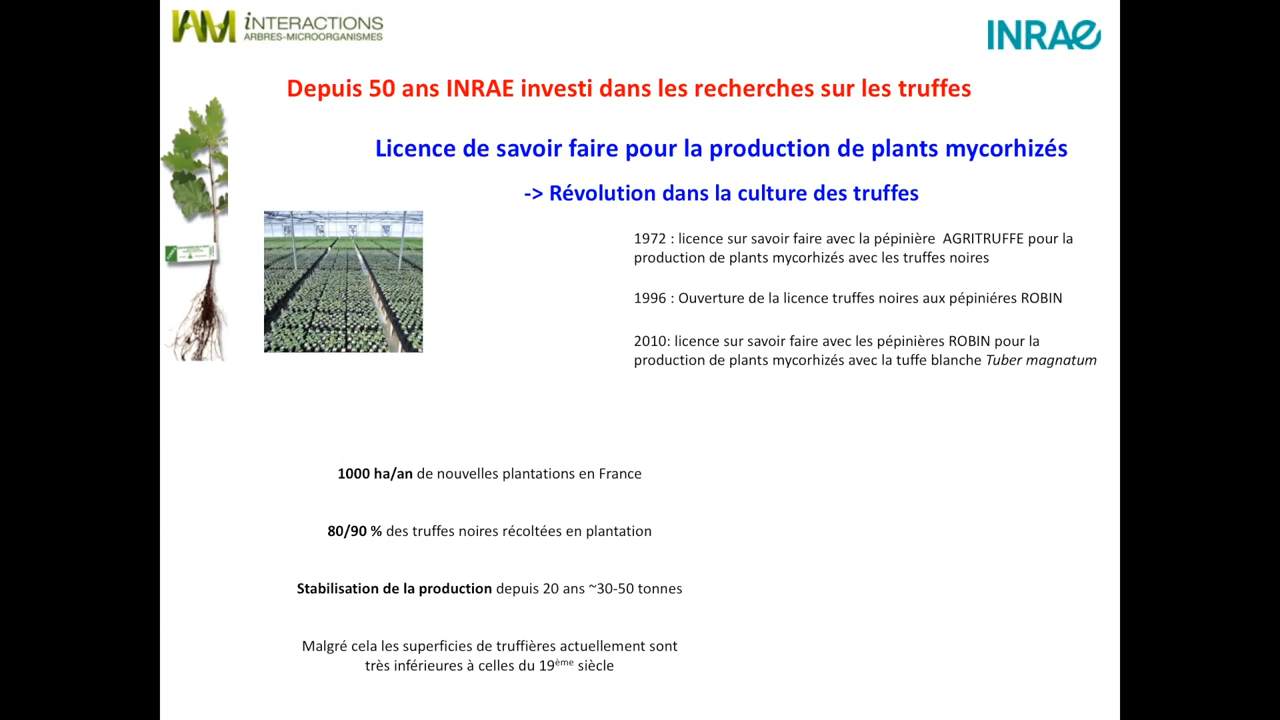 iNTERACTIONS
ARBRES-MICROORGANISMES
INRAE
Depuis 50 ans INRAE investi dans les recherches sur les truffes
Licence de savoir faire pour la production de plants mycorhizés
-> Révolution dans la culture des truffes
1972 : licence sur savoir faire avec la pépinière  AGRITRUFFE pour la
production de plants mycorhizés avec les truffes noires
1996 : Ouverture de la licence truffes noires aux pépiniéres ROBIN
2010: licence sur savoir faire avec les pépinières ROBIN pour la
production de plants mycorhizés avec la tuffe blanche Tuber magnatum
1000 ha/an de nouvelles plantations en France
80/90 % des truffes noires récoltées en plantation
Stabilisation de la production depuis 20 ans ~30-50 tonnes
Malgré cela les superficies de truffières actuellement sont
très inférieures à celles du 19ème siècle